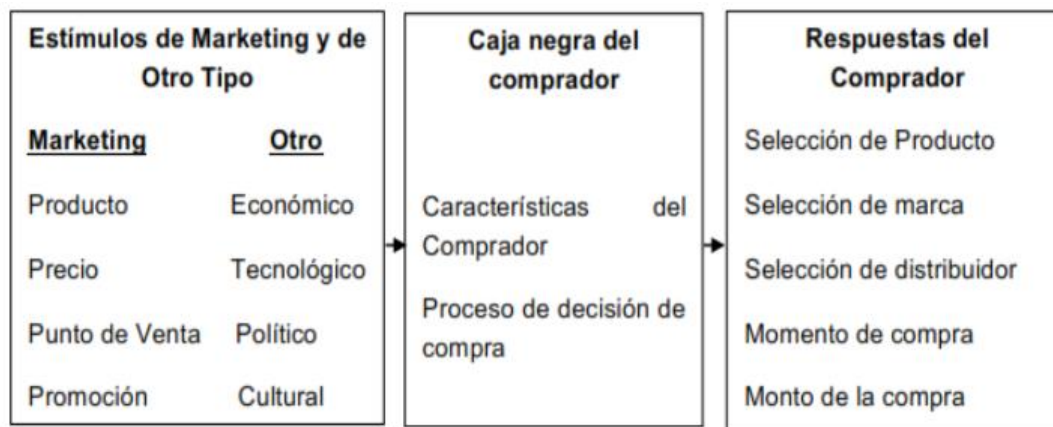 Estímulos de Marketing y de
Otro Tipo
Marketing Otro
Producto Económico
Precio Tecnológico
Punto de Venta Político
Promoción Cultural
Caja negra del
comprador
Características del
Comprador
Proceso de decisión de
compra
Respuestas del
Comprador
Selección de Producto
Selección de marca
Selección de distribuidor
Momento de compra
Monto de la compra